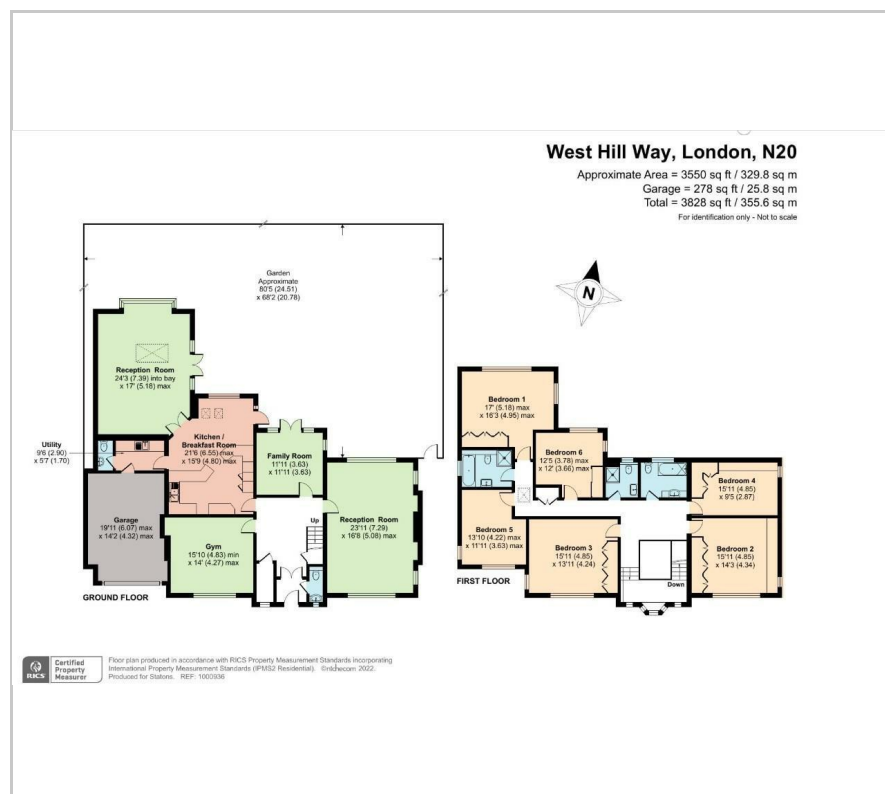 West Hill Way, London, N20
Approximate Area = 3550 sq ft / 329.8 sq m
Garage = 278 sq ft / 25.8 sq m
Total = 3828 sq ft / 355.6 sq m
For identification only - Not to scale
Garden
Approximate
80'5 (24.51)
x 68'2 (20.78)
N
Reception Room
24'3 (7.39) into bay
x 17' (5.18) max
Utility
9'6 (2.90)
x 5'7 (1.70)
Kitchen /
Breakfast Room
21'6 (6.55) max
x 15'9 (4.80) max
Family Room
11'11 (3.63)
x 11'11 (3.63)
Garage
19'11 (6.07) max
x 14'2 (4.32) max
Gym
15'10 (4.83) min
x 14' (4.27) max
Up
Reception Room
23'11 (7.29)
x 16'8 (5.08) max
GROUND FLOOR
Bedroom 1
17' (5.18) max
x 16'3 (4.95) max
Bedroom 6
12'5 (3.78) max
x 12' (3.66) max
Bedroom 4
15'11 (4.85)
x 9'5 (2.87)
Bedroom 5
13'10 (4.22) max
x 11'11 (3.63) max
Bedroom 3
15'11 (4.85)
x 13'11 (4.24)
Bedroom 2
15'11 (4.85)
x 14'3 (4.34)
Down
FIRST FLOOR
RICS
Certified
Property
Measurer
Floor plan produced in accordance with RICS Property Measurement Standards incorporating
International Property Measurement Standards (IPMS2 Residential). ©nichecom 2022.
Produced for Statons. REF: 1003936